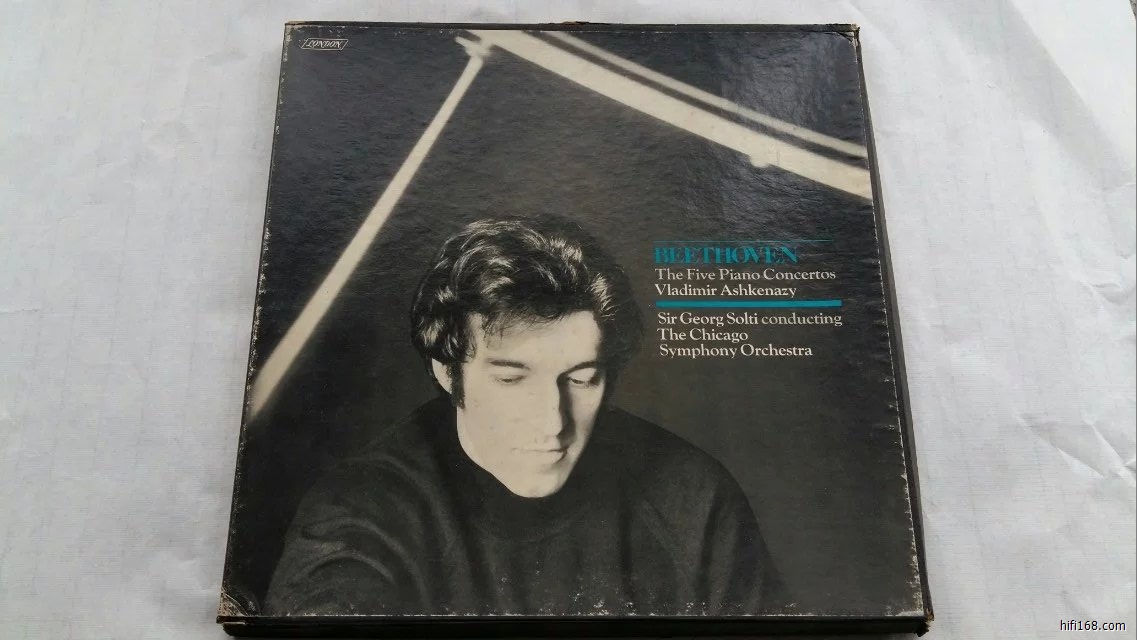 LONDON
BEETHOVEN
The Five Piano Concertos
Vladimir Ashkenazy
Sir Georg Solti conducting
The Chicago
Symphony Orchestra
hifi168.com